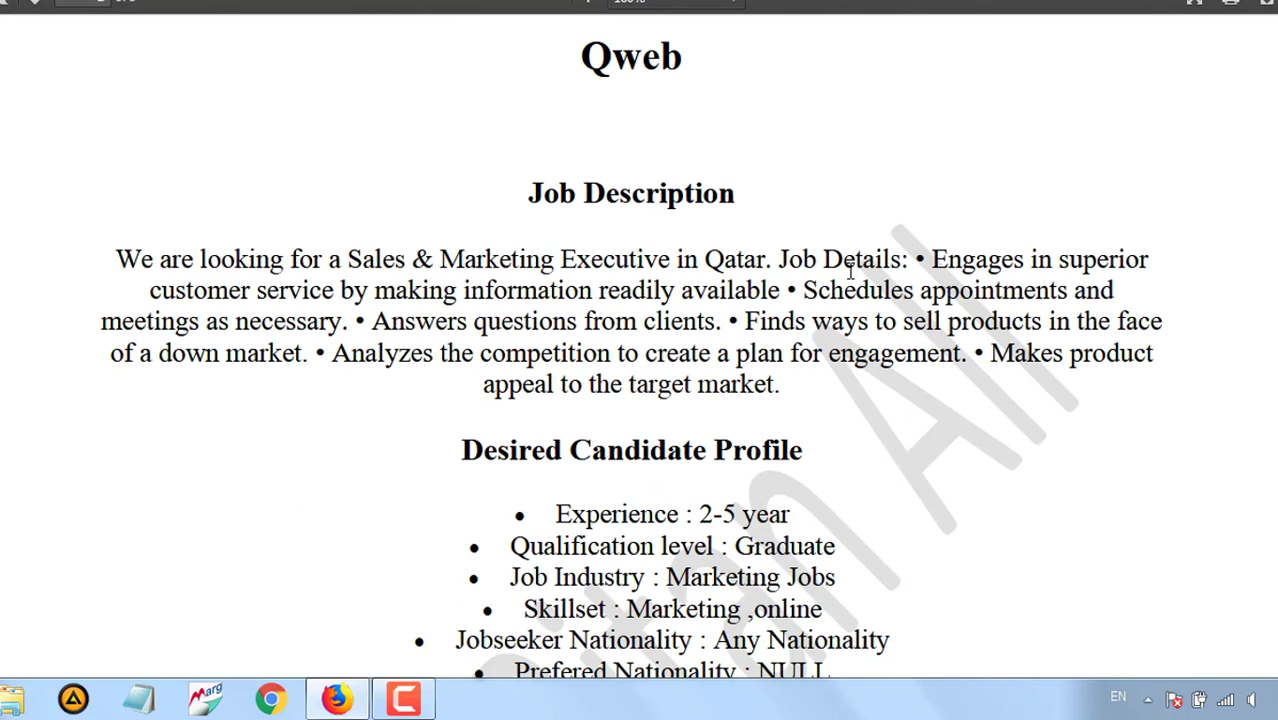 Qweb
Job Description
We are looking for a Sales & Marketing Executive in Qatar. Job Details: • Engages in superior
customer service by making information readily available • Schedules appointments and
meetings as necessary. • Answers questions from clients. • Finds ways to sell products in the face
of a down market. • Analyzes the competition to create a plan for engagement. • Makes product
appeal to the target market.
Desired Candidate Profile
• Experience : 2-5 year
• Qualification level : Graduate
• Job Industry : Marketing Jobs
• Skillset : Marketing ,online
• Jobseeker Nationality : Any Nationality
• Prefered Nationality : NULL
Marg
EN